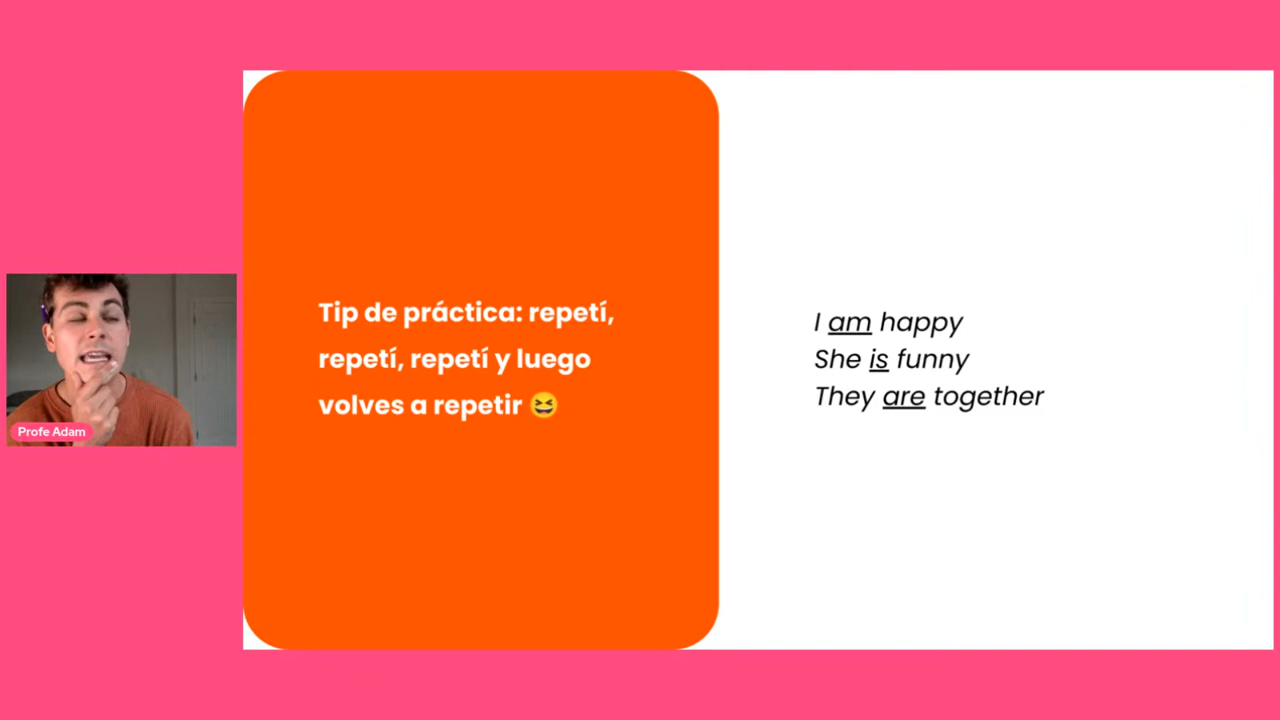 Tip de práctica: repetí,
repetí, repetí y luego
volves a repetir 😆
I am happy
She is funny
They are together
Profe Adam